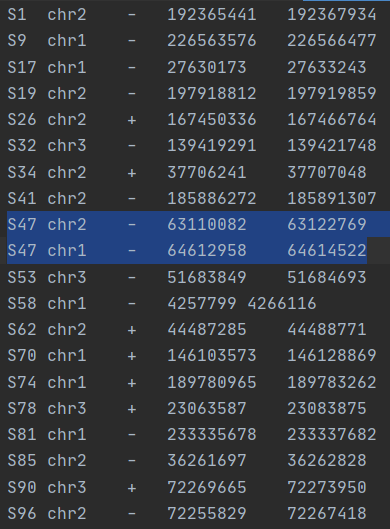 S1 chr2 - 192365441 192367934
S9 chr1 - 226563576 226566477
S17 chr1 - 27630173 27633243
S19 chr2 - 197918812 197919859
S26 chr2 + 167450336 167466764
S32 chr3 - 139419291 139421748
S34 chr2 + 37706241 37707048
S41 chr2 - 185886272 185891307
S47 chr2 - 63110082 63122769
S47 chr1 - 64612958 64614522
S53 chr3 - 51683849 51684693
S58 chr1 - 4257799 4266116
S62 chr2 + 44487285 44488771
S70 chr1 + 146103573 146128869
S74 chr1 + 189780965 189783262
S78 chr3 + 23063587 23083875
S81 chr1 - 233335678 233337682
S85 chr2 - 36261697 36262828
S90 chr3 + 72269665 72273950
S96 chr2 - 72255829 72267418